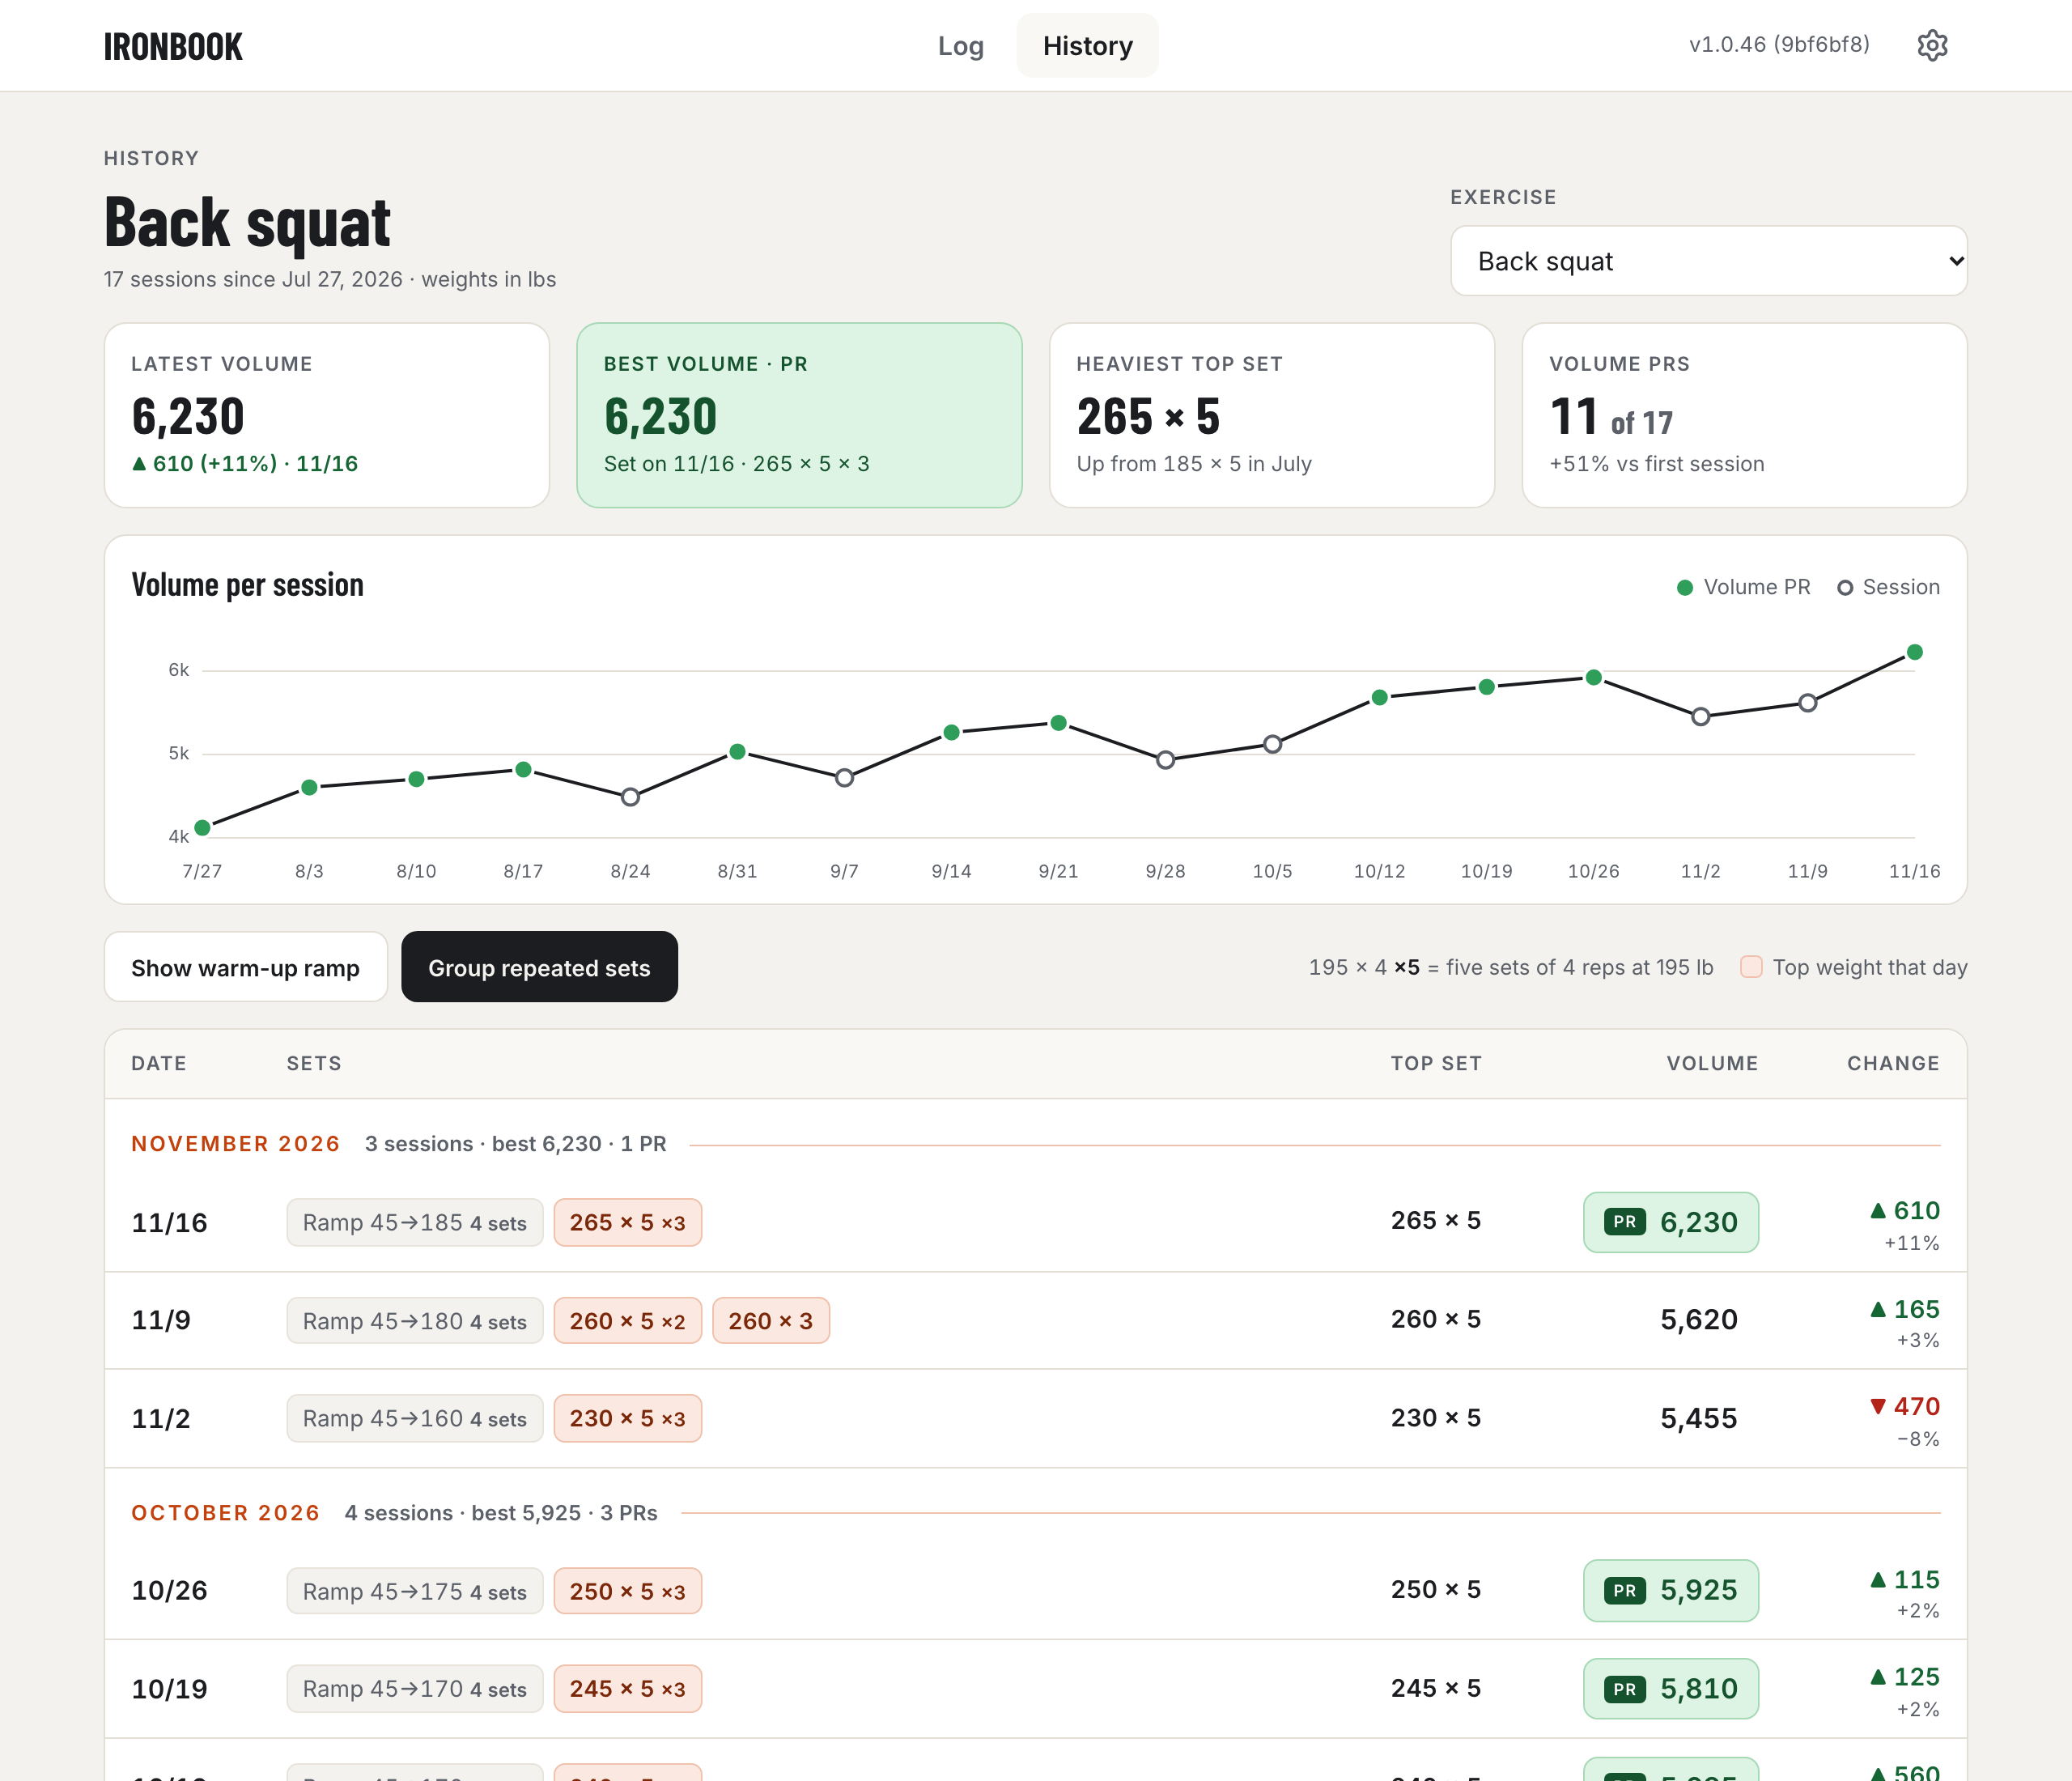 IRONBOOK
Log
History
v1.0.46 (9bf6bf8)
HISTORY
Back squat
17 sessions since Jul 27, 2026 · weights in lbs
EXERCISE
Back squat
LATEST VOLUME
6,230
▲ 610 (+11%) · 11/16
BEST VOLUME · PR
6,230
Set on 11/16 · 265 × 5 × 3
HEAVIEST TOP SET
265 × 5
Up from 185 × 5 in July
VOLUME PRS
11 of 17
+51% vs first session
Volume per session
Volume PR
Session
6k
5k
4k
7/27 8/3 8/10 8/17 8/24 8/31 9/7 9/14 9/21 9/28 10/5 10/12 10/19 10/26 11/2 11/9 11/16
Show warm-up ramp
Group repeated sets
195 × 4 ×5 = five sets of 4 reps at 195 lb
Top weight that day
DATE SETS TOP SET VOLUME CHANGE
NOVEMBER 2026 3 sessions · best 6,230 · 1 PR
11/16 Ramp 45→185 4 sets 265 × 5 ×3 265 × 5 PR 6,230 ▲ 610
+11%
11/9 Ramp 45→180 4 sets 260 × 5 ×2 260 × 3 260 × 5 5,620 ▲ 165
+3%
11/2 Ramp 45→160 4 sets 230 × 5 ×3 230 × 5 5,455 ▼ 470
−8%
OCTOBER 2026 4 sessions · best 5,925 · 3 PRs
10/26 Ramp 45→175 4 sets 250 × 5 ×3 250 × 5 PR 5,925 ▲ 115
+2%
10/19 Ramp 45→170 4 sets 245 × 5 ×3 245 × 5 PR 5,810 ▲ 125
+2%
▲ 560